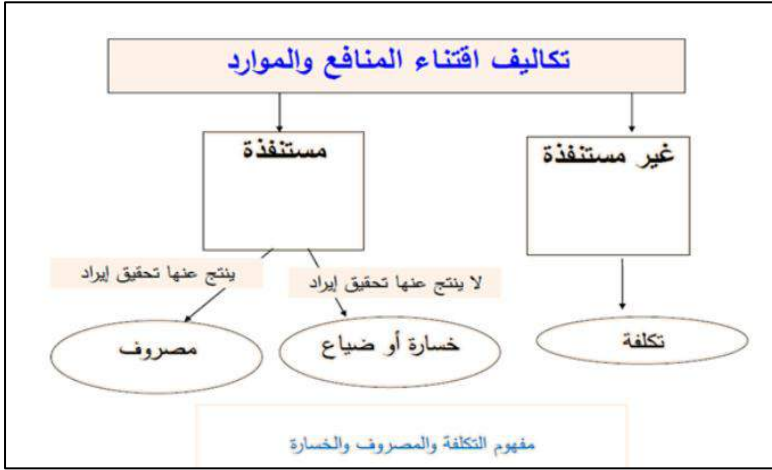 تكاليف اقتناء المنافع والموارد
غير مستنفذة
مستنفذة
لا ينتج عنها تحقيق إيراد
ينتج عنها تحقيق إيراد
تكلفة
خسارة أو ضياع
مصروف
مفهوم التكلفة والمصروف والخسارة